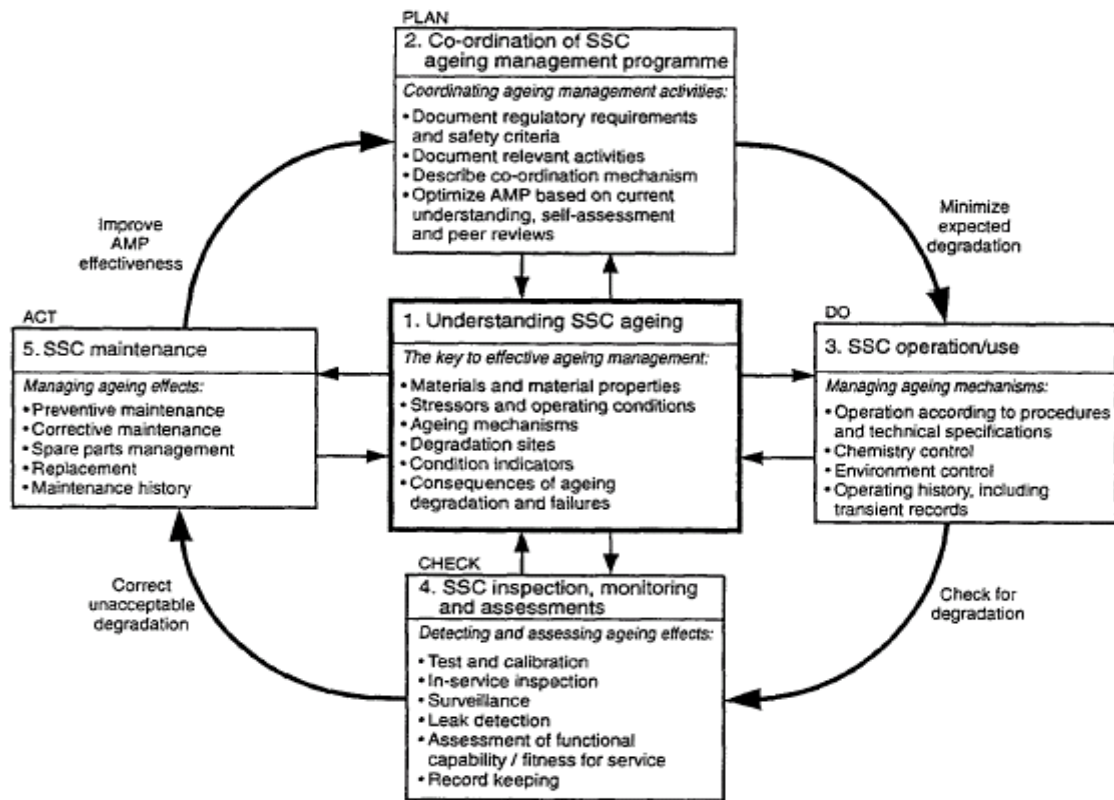 PLAN
2. Co-ordination of SSC
ageing management programme
Coordinating ageing management activities:
• Document regulatory requirements
and safety criteria
• Document relevant activities
• Describe co-ordination mechanism
• Optimize AMP based on current
understanding, self-assessment
and peer reviews
Improve
AMP
effectiveness
Minimize
expected
degradation
ACT
5. SSC maintenance
Managing ageing effects:
• Preventive maintenance
• Corrective maintenance
• Spare parts management
• Replacement
• Maintenance history
1. Understanding SSC ageing
The key to effective ageing management:
• Materials and material properties
• Stressors and operating conditions
• Ageing mechanisms
• Degradation sites
• Condition indicators
• Consequences of ageing
degradation and failures
DO
3. SSC operation/use
Managing ageing mechanisms:
• Operation according to procedures
and technical specifications
• Chemistry control
• Environment control
• Operating history, including
transient records
Correct
unacceptable
degradation
CHECK
4. SSC inspection, monitoring
and assessments
Detecting and assessing ageing effects:
• Test and calibration
• In-service inspection
• Surveillance
• Leak detection
• Assessment of functional
capability / fitness for service
• Record keeping
Check for
degradation